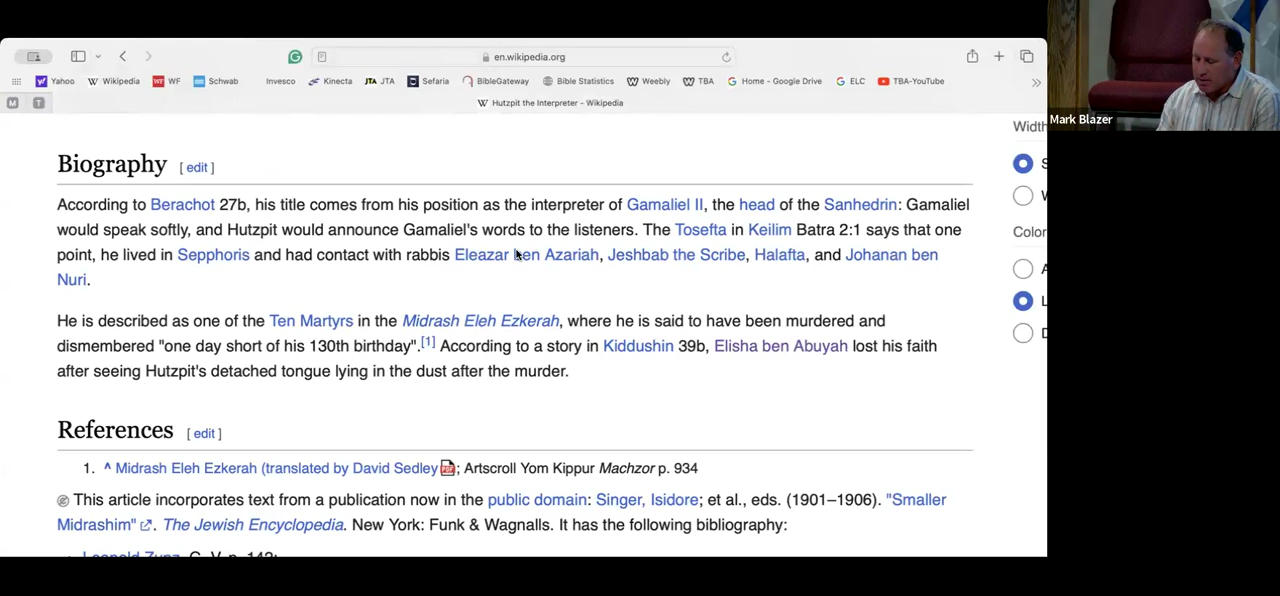 en.wikipedia.org
Yahoo Wikipedia WF WF Schwab Invesco Kinecta JTA JTA Sefaria BibleGateway Bible Statistics Weebly TBA Home - Google Drive ELC TBA-YouTube
M T Hutzpit the Interpreter - Wikipedia
Mark Blazer
Width
Biography [ edit ]
S
W
According to Berachot 27b, his title comes from his position as the interpreter of Gamaliel II, the head of the Sanhedrin: Gamaliel
would speak softly, and Hutzpit would announce Gamaliel's words to the listeners. The Tosefta in Keilim Batra 2:1 says that one
Color
point, he lived in Sepphoris and had contact with rabbis Eleazar ben Azariah, Jeshbab the Scribe, Halafta, and Johanan ben
Nuri.
A
L
D
He is described as one of the Ten Martyrs in the Midrash Eleh Ezkerah, where he is said to have been murdered and
dismembered "one day short of his 130th birthday".[1] According to a story in Kiddushin 39b, Elisha ben Abuyah lost his faith
after seeing Hutzpit's detached tongue lying in the dust after the murder.
References [ edit ]
1. ^ Midrash Eleh Ezkerah (translated by David Sedley ; Artscroll Yom Kippur Machzor p. 934
This article incorporates text from a publication now in the public domain: Singer, Isidore; et al., eds. (1901–1906). "Smaller
Midrashim" . The Jewish Encyclopedia. New York: Funk & Wagnalls. It has the following bibliography:
Leopold Zunz, G. V. p. 142;